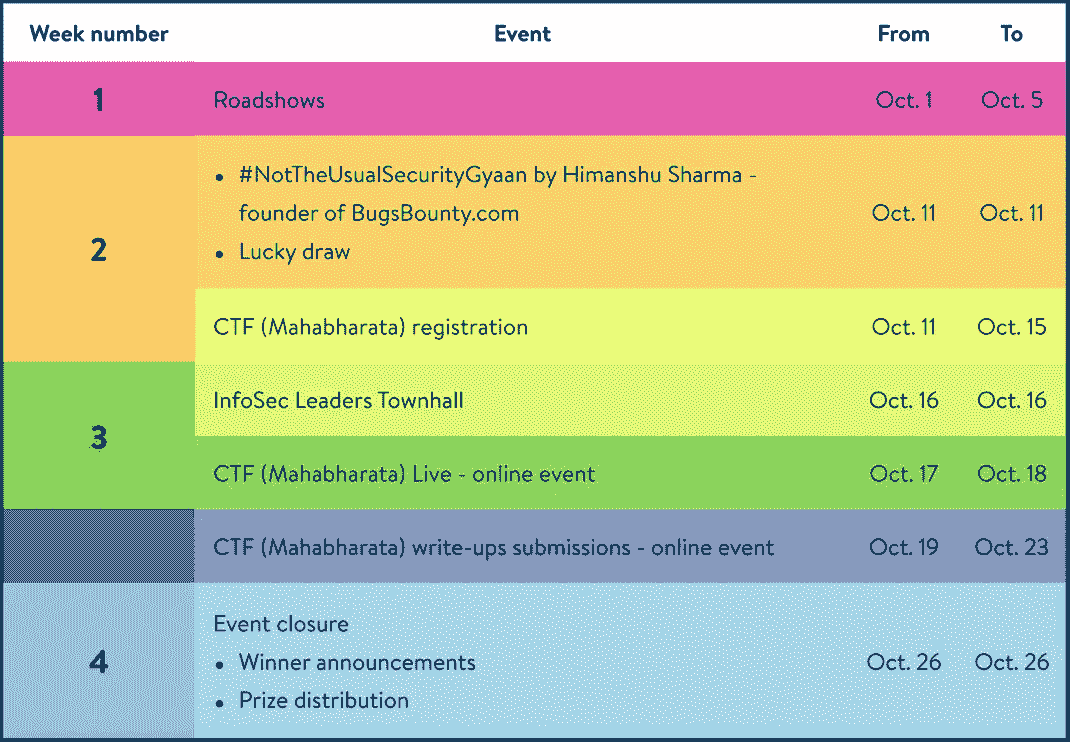 Week number Event From To
1 Roadshows Oct. 1 Oct. 5
• #NotTheUsualSecurityGyaan by Himanshu Sharma -
founder of BugsBounty.com Oct. 11 Oct. 11
2
• Lucky draw
CTF (Mahabharata) registration Oct. 11 Oct. 15
InfoSec Leaders Townhall Oct. 16 Oct. 16
3
CTF (Mahabharata) Live - online event Oct. 17 Oct. 18
CTF (Mahabharata) write-ups submissions - online event Oct. 19 Oct. 23
Event closure
4 • Winner announcements Oct. 26 Oct. 26
• Prize distribution